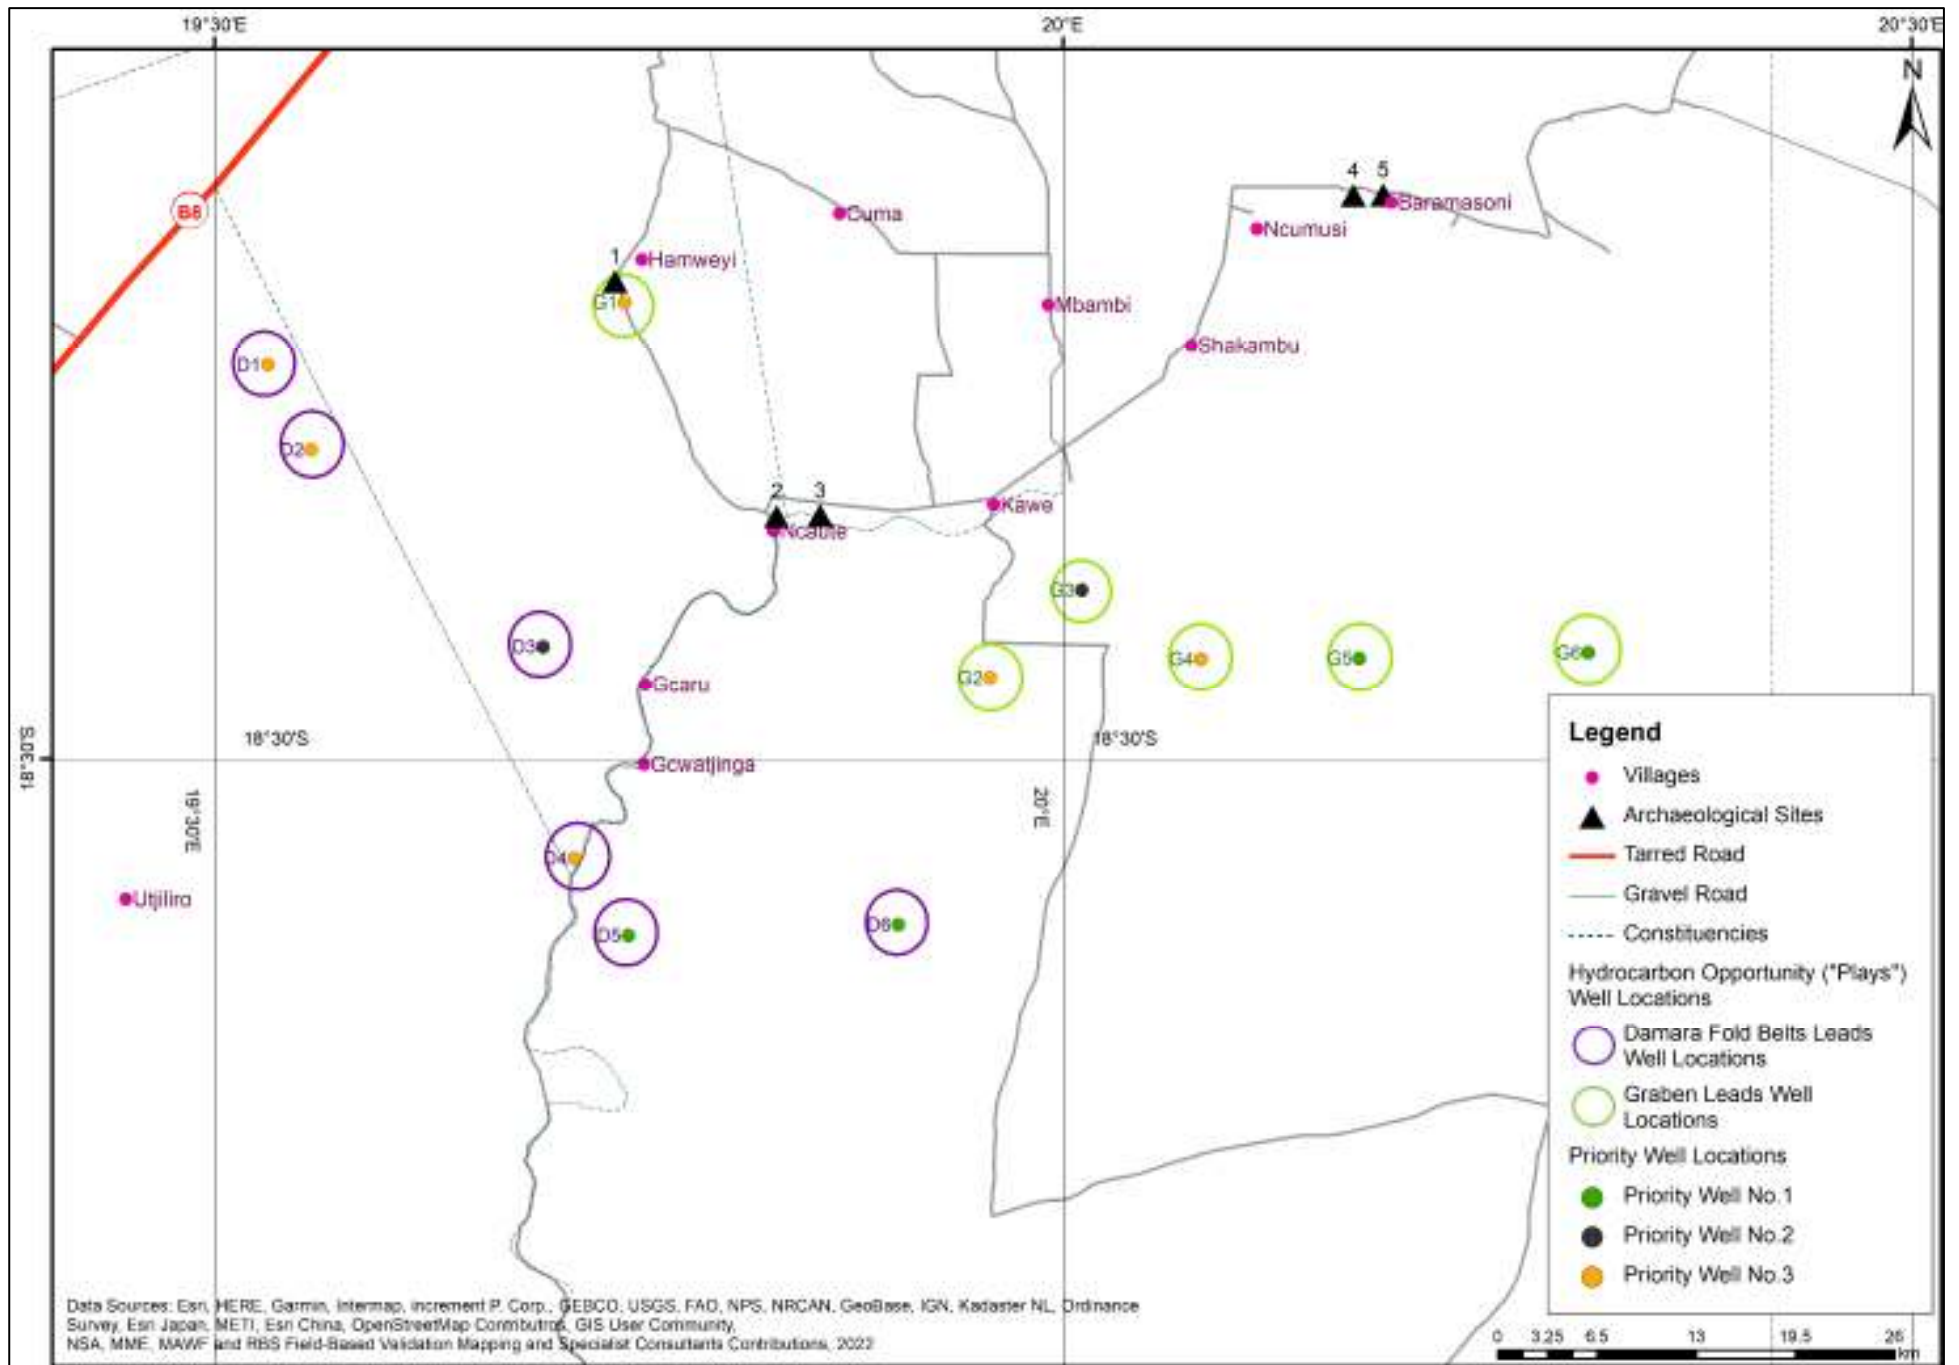 19°30'E
20°E
20°30'E
N
B8
4
5
Baramasoni
Cuma
Ncumusi
1
Hamweyi
G1
Mbambi
Shakambu
D1
D2
2
3
Kawe
Ncaute
G3
D3
G4
G5
G6
G2
Gcaru
18°30'S
18°30'S
18°30'S
Gcwatjinga
19°30'E
20°E
D4
Utjiliro
D5
D6
Legend
Villages
Archaeological Sites
Tarred Road
Gravel Road
Constituencies
Hydrocarbon Opportunity ("Plays")
Well Locations
Damara Fold Belts Leads
Well Locations
Graben Leads Well
Locations
Priority Well Locations
Priority Well No.1
Priority Well No.2
Priority Well No.3
Data Sources: Esri, HERE, Garmin, Intermap, increment P Corp., GEBCO, USGS, FAO, NPS, NRCAN, GeoBase, IGN, Kadaster NL, Ordinance
Survey, Esri Japan, METI, Esri China, OpenStreetMap Contributros, GIS User Community,
NSA, MME, MAWF and RBS Field-Based Validation Mapping and Specialist Consultants Contributions, 2022
0 3.25 6.5 13 19.5 26
km